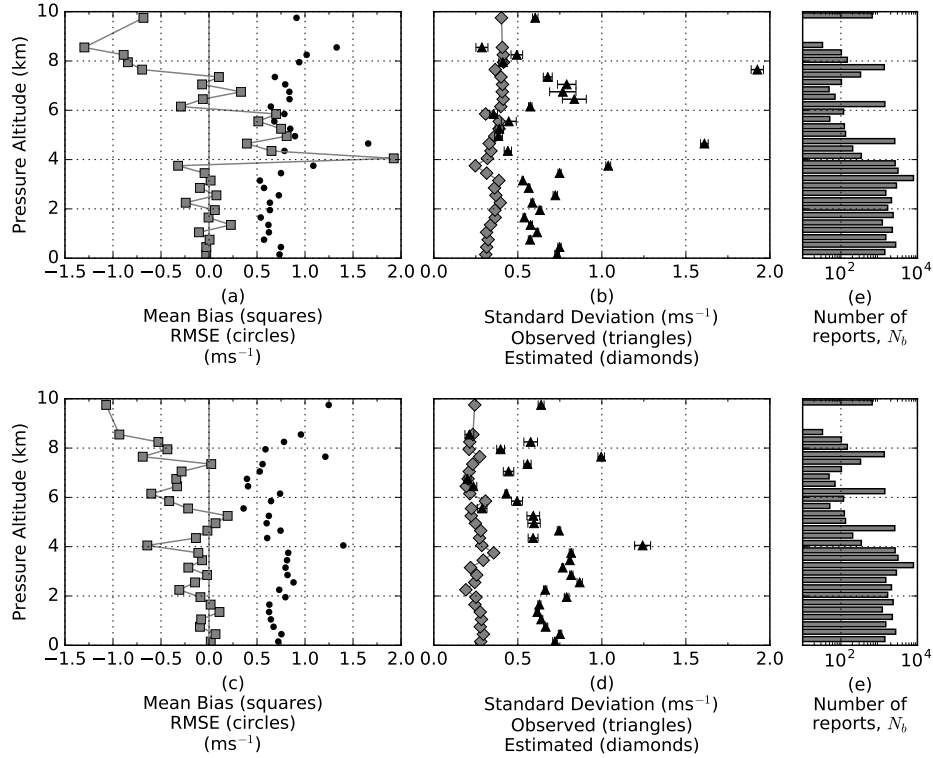 Pressure Altitude (km)
10
8
6
4
2
0
−1.5 −1.0 −0.5 0.0 0.5 1.0 1.5 2.0
(a)
Mean Bias (squares)
RMSE (circles)
(ms⁻¹)
0.0 0.5 1.0 1.5 2.0
(b)
Standard Deviation (ms⁻¹)
Observed (triangles)
Estimated (diamonds)
10² 10⁴
(e)
Number of
reports, N_b
Pressure Altitude (km)
10
8
6
4
2
0
−1.5 −1.0 −0.5 0.0 0.5 1.0 1.5 2.0
(c)
Mean Bias (squares)
RMSE (circles)
(ms⁻¹)
0.0 0.5 1.0 1.5 2.0
(d)
Standard Deviation (ms⁻¹)
Observed (triangles)
Estimated (diamonds)
10² 10⁴
(e)
Number of
reports, N_b